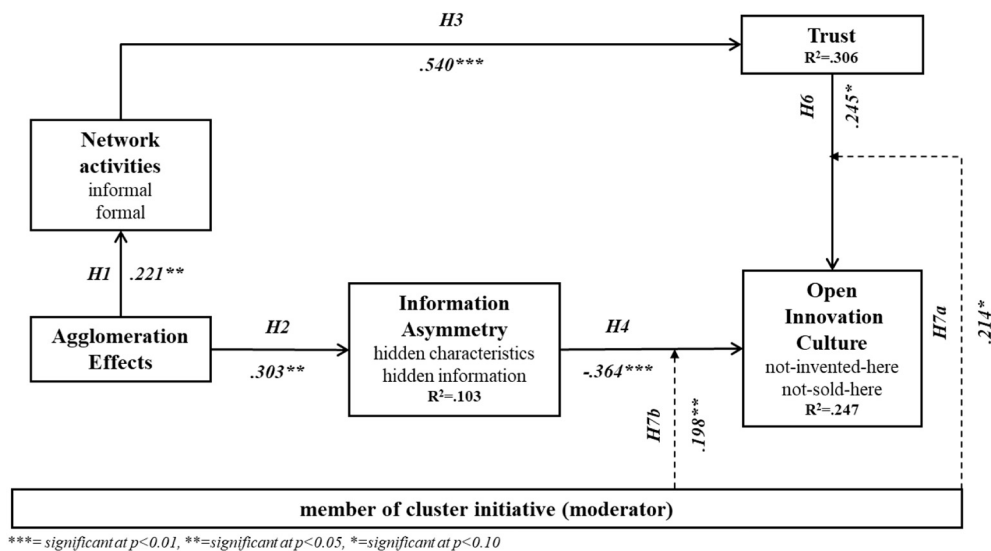 H3
.540***
Trust
R²=.306
H6
.245*
Network
activities
informal
formal
H1
.221**
Agglomeration
Effects
H2
.303**
Information
Asymmetry
hidden characteristics
hidden information
R²=.103
H4
-.364***
Open
Innovation
Culture
not-invented-here
not-sold-here
R²=.247
H7a
.214*
H7b
.198**
member of cluster initiative (moderator)
***= significant at p<0.01, **=significant at p<0.05, *=significant at p<0.10